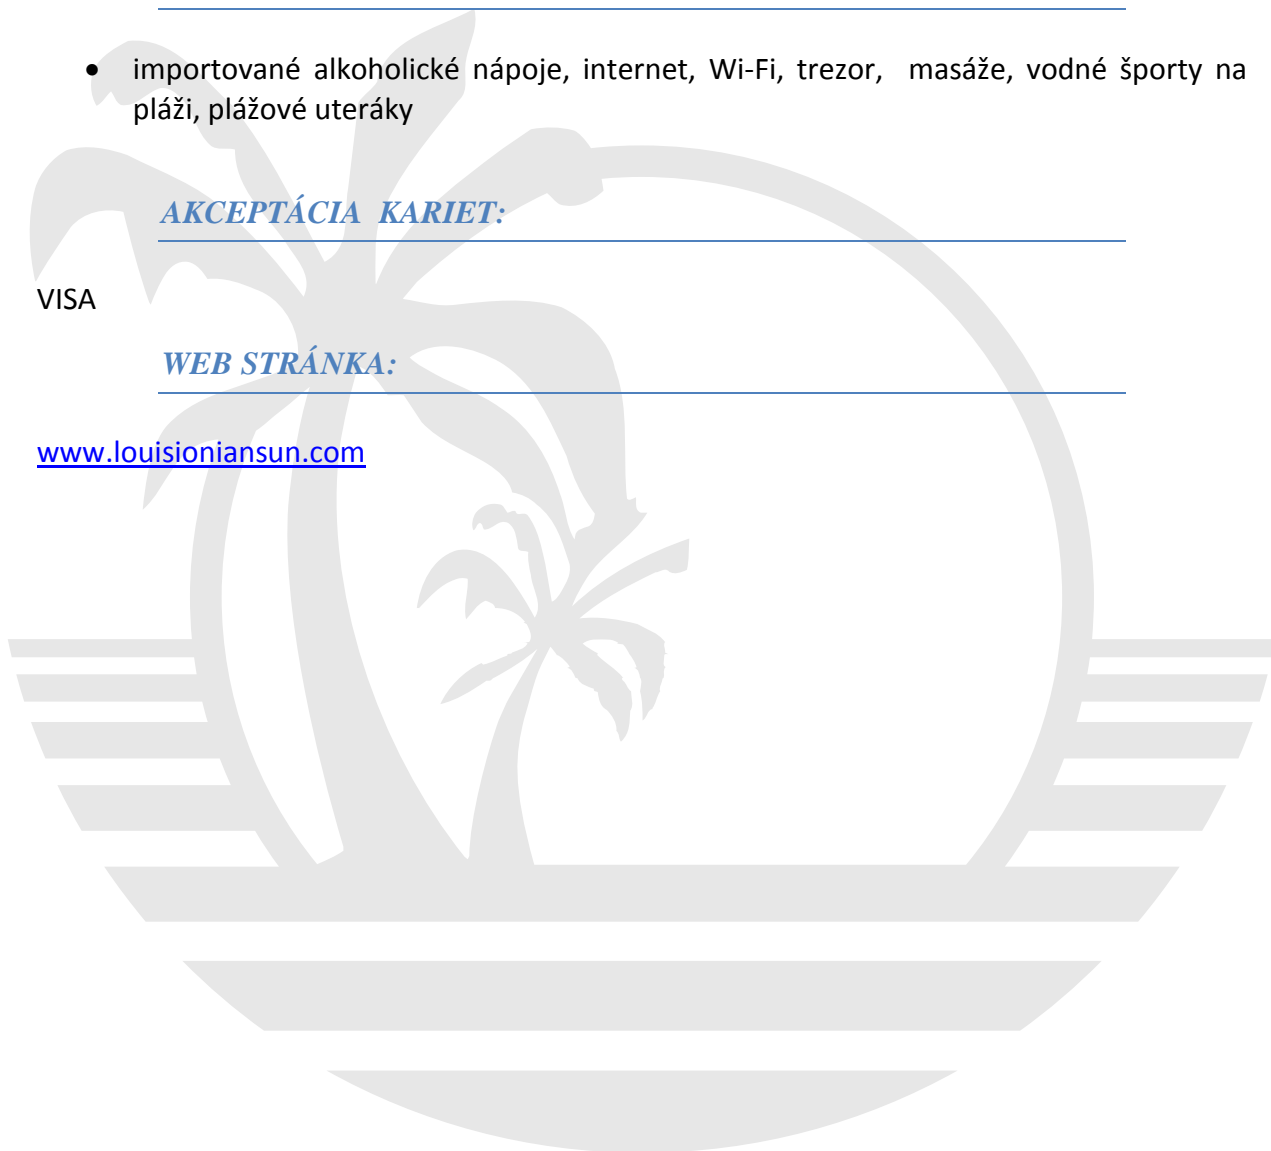 • importované alkoholické nápoje, internet, Wi-Fi, trezor, masáže, vodné športy na
pláži, plážové uteráky
AKCEPTÁCIA KARIET:
VISA
WEB STRÁNKA:
www.louisioniansun.com